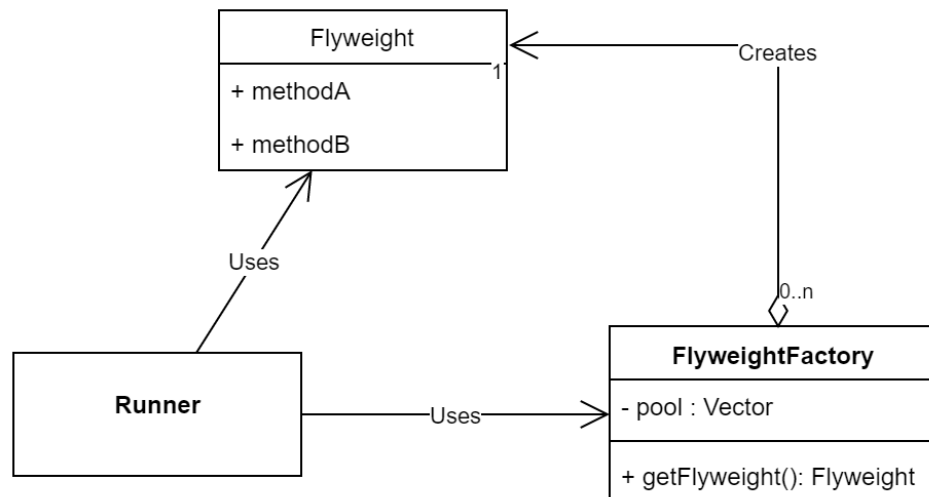 Flyweight
1
+ methodA
+ methodB
Creates
Uses
0..n
FlyweightFactory
- pool : Vector
+ getFlyweight(): Flyweight
Runner
Uses